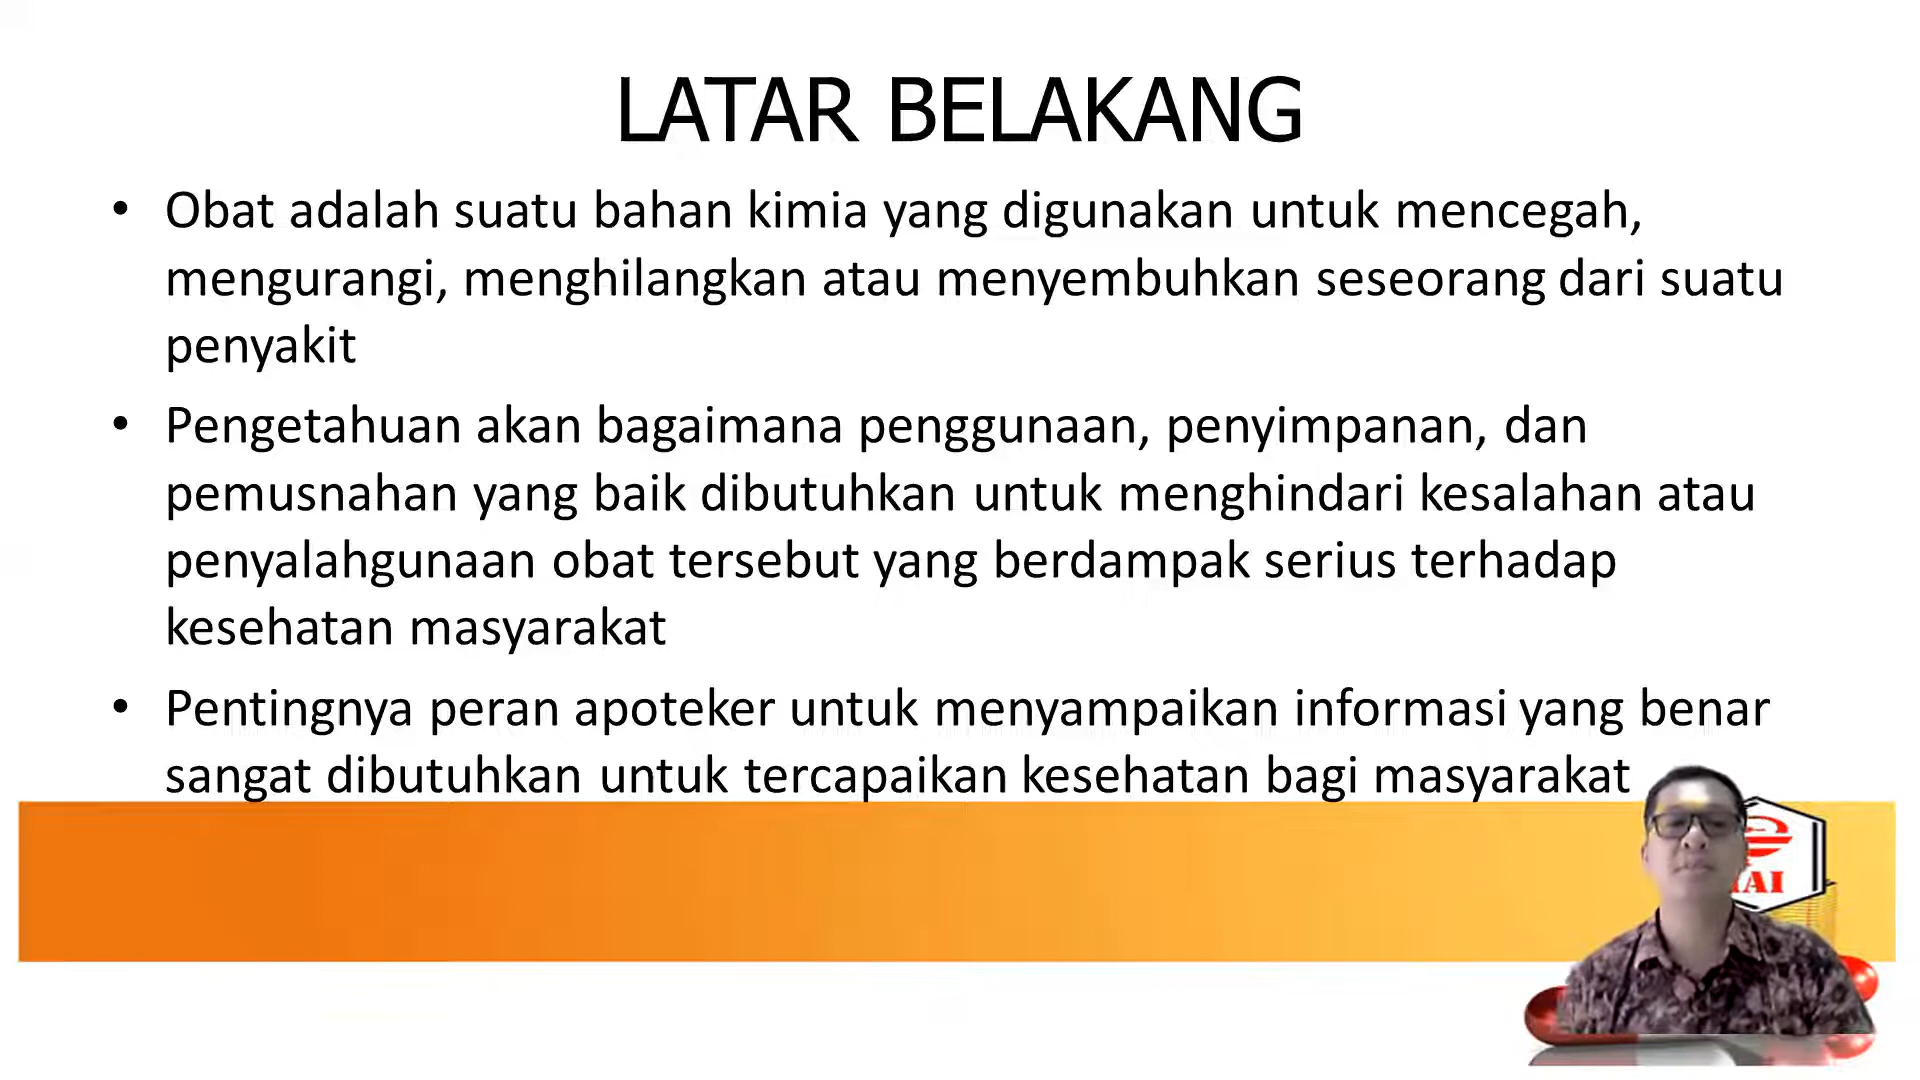 LATAR BELAKANG
• Obat adalah suatu bahan kimia yang digunakan untuk mencegah,
mengurangi, menghilangkan atau menyembuhkan seseorang dari suatu
penyakit
• Pengetahuan akan bagaimana penggunaan, penyimpanan, dan
pemusnahan yang baik dibutuhkan untuk menghindari kesalahan atau
penyalahgunaan obat tersebut yang berdampak serius terhadap
kesehatan masyarakat
• Pentingnya peran apoteker untuk menyampaikan informasi yang benar
sangat dibutuhkan untuk tercapaikan kesehatan bagi masyarakat